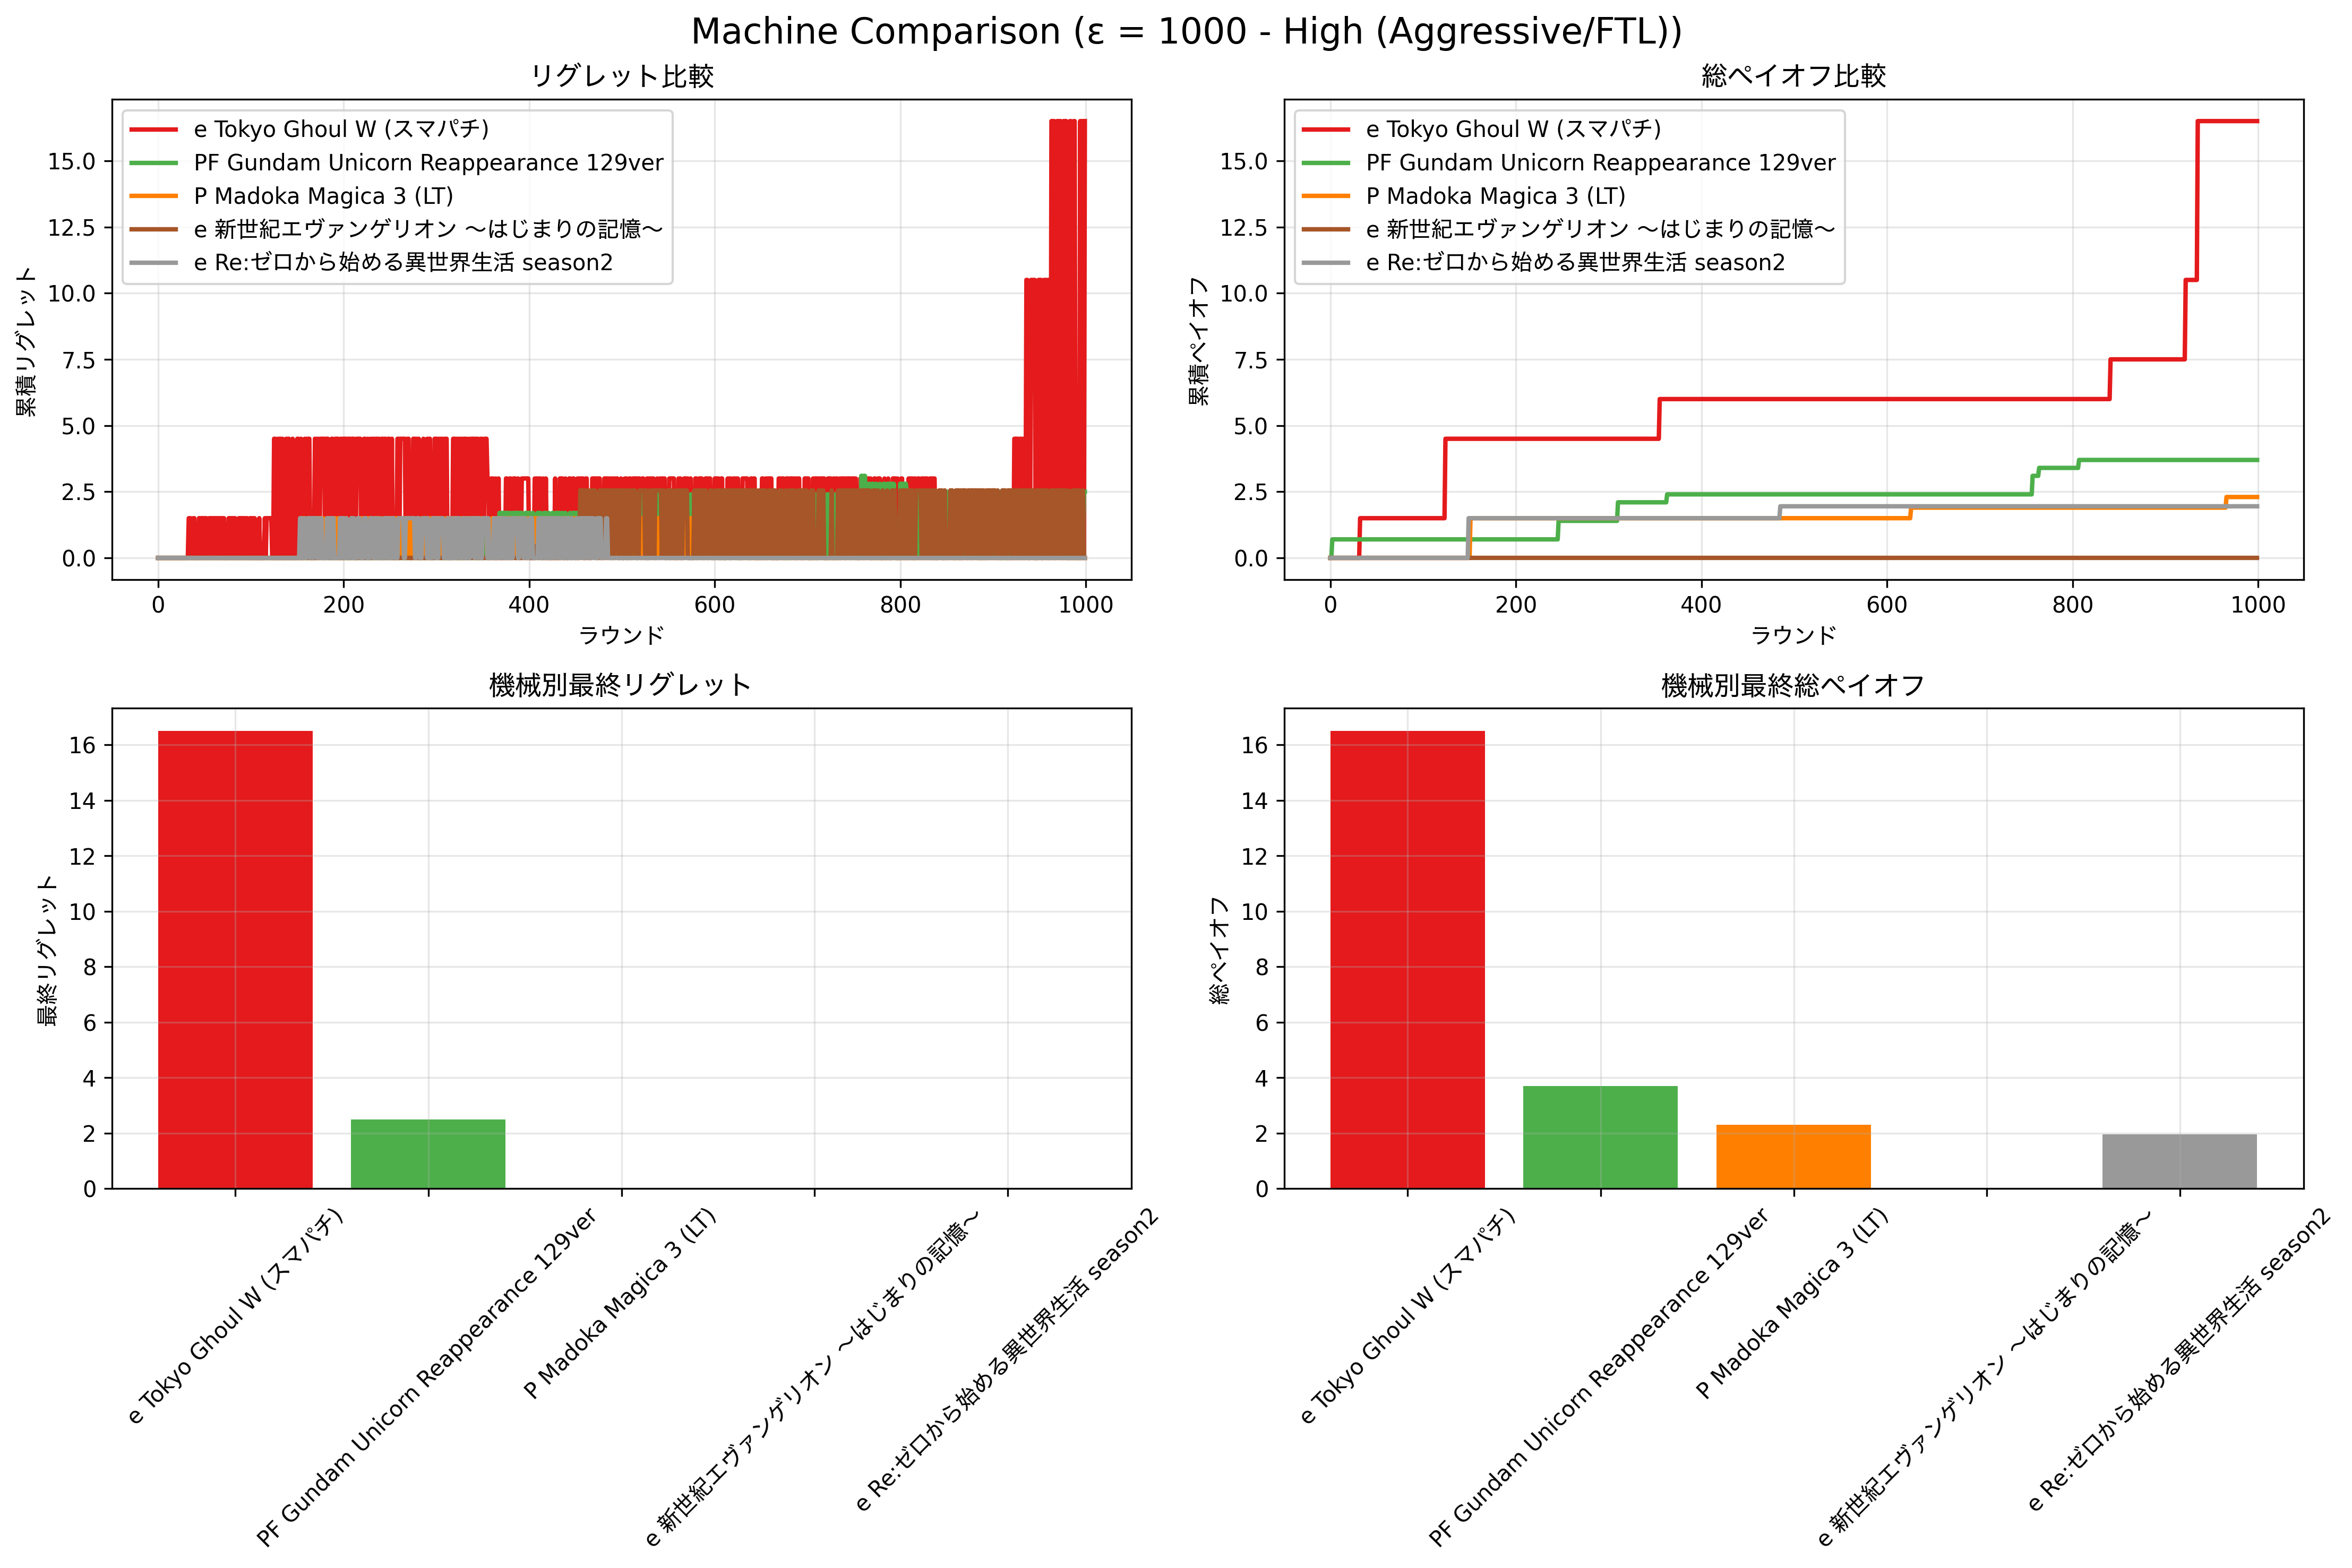 Machine Comparison (ε = 1000 - High (Aggressive/FTL))
リグレット比較
e Tokyo Ghoul W (スマパチ)
PF Gundam Unicorn Reappearance 129ver
P Madoka Magica 3 (LT)
e 新世紀エヴァンゲリオン ～はじまりの記憶～
e Re:ゼロから始める異世界生活 season2
累積リグレット
15.0
12.5
10.0
7.5
5.0
2.5
0.0
0 200 400 600 800 1000
ラウンド
総ペイオフ比較
e Tokyo Ghoul W (スマパチ)
PF Gundam Unicorn Reappearance 129ver
P Madoka Magica 3 (LT)
e 新世紀エヴァンゲリオン ～はじまりの記憶～
e Re:ゼロから始める異世界生活 season2
累積ペイオフ
15.0
12.5
10.0
7.5
5.0
2.5
0.0
0 200 400 600 800 1000
ラウンド
機械別最終リグレット
最終リグレット
16
14
12
10
8
6
4
2
0
e Tokyo Ghoul W (スマパチ)
PF Gundam Unicorn Reappearance 129ver
P Madoka Magica 3 (LT)
e 新世紀エヴァンゲリオン ～はじまりの記憶～
e Re:ゼロから始める異世界生活 season2
機械別最終総ペイオフ
総ペイオフ
16
14
12
10
8
6
4
2
0
e Tokyo Ghoul W (スマパチ)
PF Gundam Unicorn Reappearance 129ver
P Madoka Magica 3 (LT)
e 新世紀エヴァンゲリオン ～はじまりの記憶～
e Re:ゼロから始める異世界生活 season2